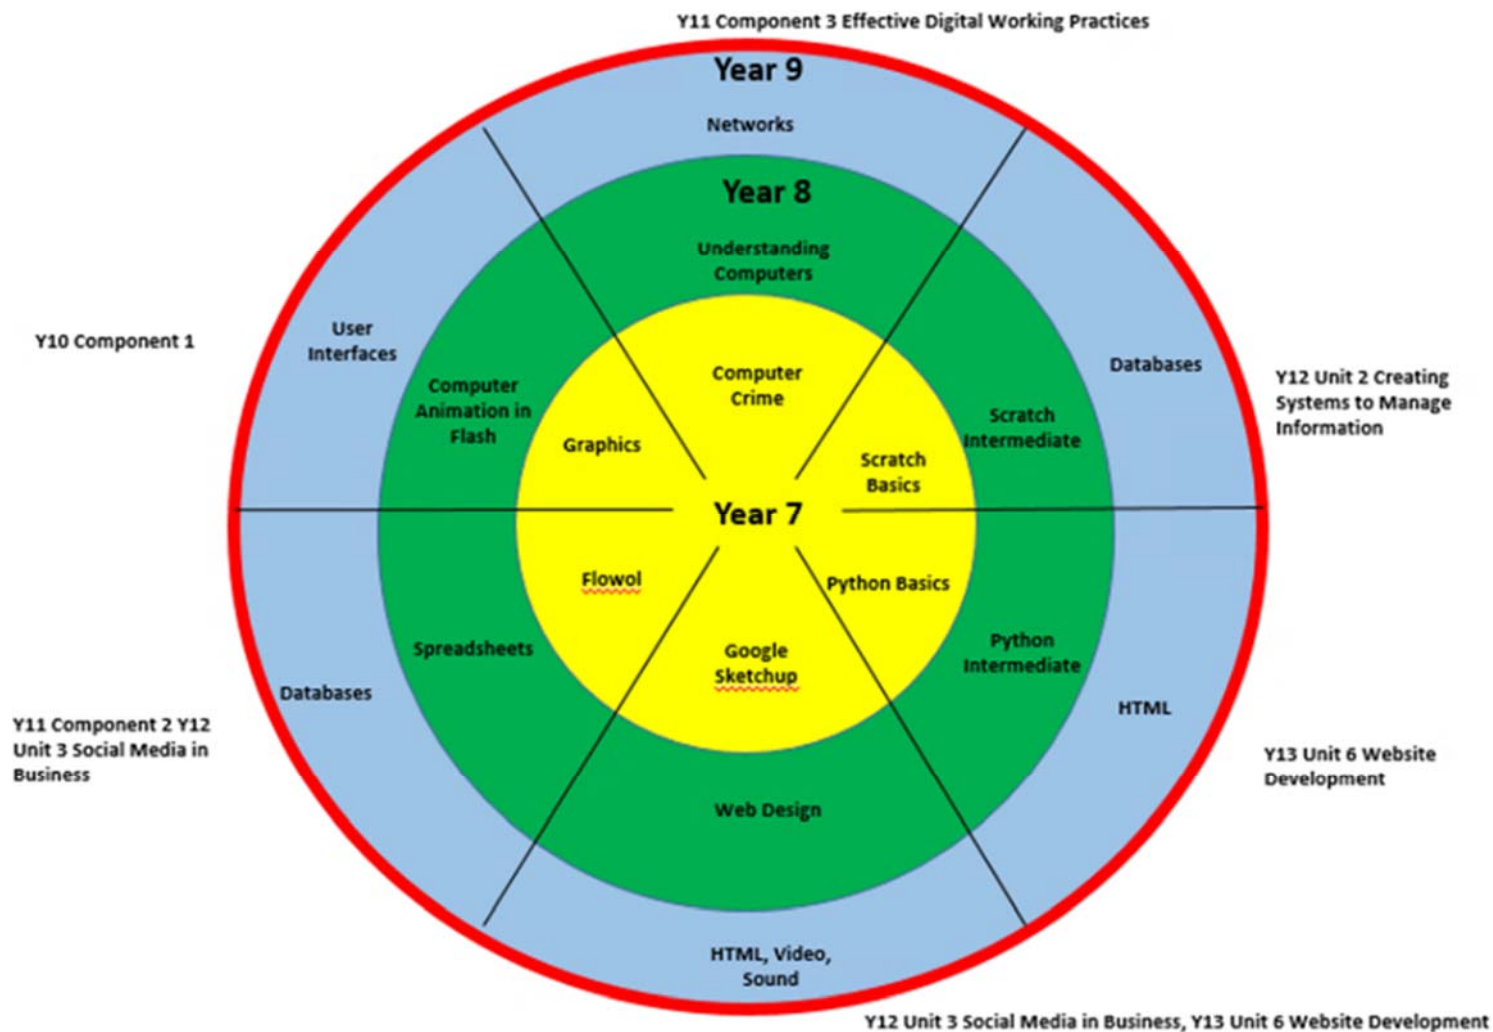 Y11 Component 3 Effective Digital Working Practices
Year 9
Networks
Year 8
Understanding
Computers
User
Interfaces
Y10 Component 1
Computer
Animation in
Flash
Graphics
Computer
Crime
Scratch
Basics
Scratch
Intermediate
Databases
Y12 Unit 2 Creating
Systems to Manage
Information
Year 7
Flowol
Python Basics
Google
Sketchup
Spreadsheets
Python
Intermediate
Databases
HTML
Y11 Component 2 Y12
Unit 3 Social Media in
Business
Y13 Unit 6 Website
Development
Web Design
HTML, Video,
Sound
Y12 Unit 3 Social Media in Business, Y13 Unit 6 Website Development